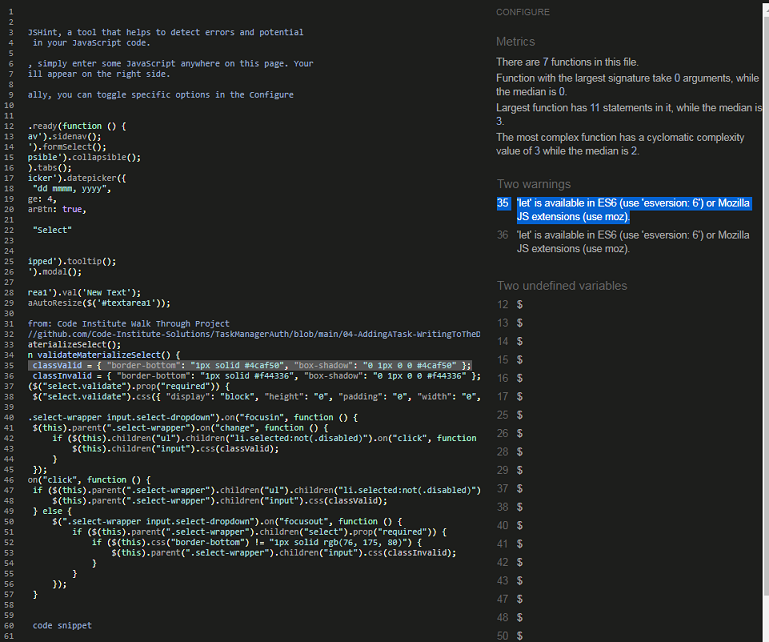 CONFIGURE
Metrics
There are 7 functions in this file.
Function with the largest signature take 0 arguments, while
the median is 0.
Largest function has 11 statements in it, while the median is
3.
The most complex function has a cyclomatic complexity
value of 3 while the median is 2.
Two warnings
35 'let' is available in ES6 (use 'esversion: 6') or Mozilla
JS extensions (use moz).
36 'let' is available in ES6 (use 'esversion: 6') or Mozilla
JS extensions (use moz).
Two undefined variables
12 $
13 $
14 $
15 $
16 $
17 $
25 $
26 $
28 $
29 $
37 $
38 $
40 $
41 $
42 $
43 $
47 $
48 $
50 $
1
2
3 JSHint, a tool that helps to detect errors and potential
4 in your JavaScript code.
5
6 , simply enter some JavaScript anywhere on this page. Your
7 ill appear on the right side.
8
9 ally, you can toggle specific options in the Configure
10
11
12 .ready(function () {
13 av').sidenav();
14 ').formSelect();
15 psible').collapsible();
16 ).tabs();
17 icker').datepicker({
18 "dd mmmm, yyyy",
19 ge: 4,
20 arBtn: true,
21
22 "Select"
23
24
25 ipped').tooltip();
26 ').modal();
27
28 rea1').val('New Text');
29 aAutoResize($('#textarea1'));
30
31 from: Code Institute Walk Through Project
32 //github.com/Code-Institute-Solutions/TaskManagerAuth/blob/main/04-AddingATask-WritingToTheD
33 aterializeSelect();
34 n validateMaterializeSelect() {
35 classValid = { "border-bottom": "1px solid #4caf50", "box-shadow": "0 1px 0 0 #4caf50" };
36 classInvalid = { "border-bottom": "1px solid #f44336", "box-shadow": "0 1px 0 0 #f44336" };
37 ($("select.validate").prop("required")) {
38 $("select.validate").css({ "display": "block", "height": "0", "padding": "0", "width": "0",
39
40 .select-wrapper input.select-dropdown").on("focusin", function () {
41 $(this).parent(".select-wrapper").on("change", function () {
42 if ($(this).children("ul").children("li.selected:not(.disabled)").on("click", function
43 $(this).children("input").css(classValid);
44 }
45 });
46 on("click", function () {
47 if ($(this).parent(".select-wrapper").children("ul").children("li.selected:not(.disabled)")
48 $(this).parent(".select-wrapper").children("input").css(classValid);
49 } else {
50 $(".select-wrapper input.select-dropdown").on("focusout", function () {
51 if ($(this).parent(".select-wrapper").children("select").prop("required")) {
52 if ($(this).css("border-bottom") != "1px solid rgb(76, 175, 80)") {
53 $(this).parent(".select-wrapper").children("input").css(classInvalid);
54 }
55 }
56 });
57 }
58
59
60 code snippet
61